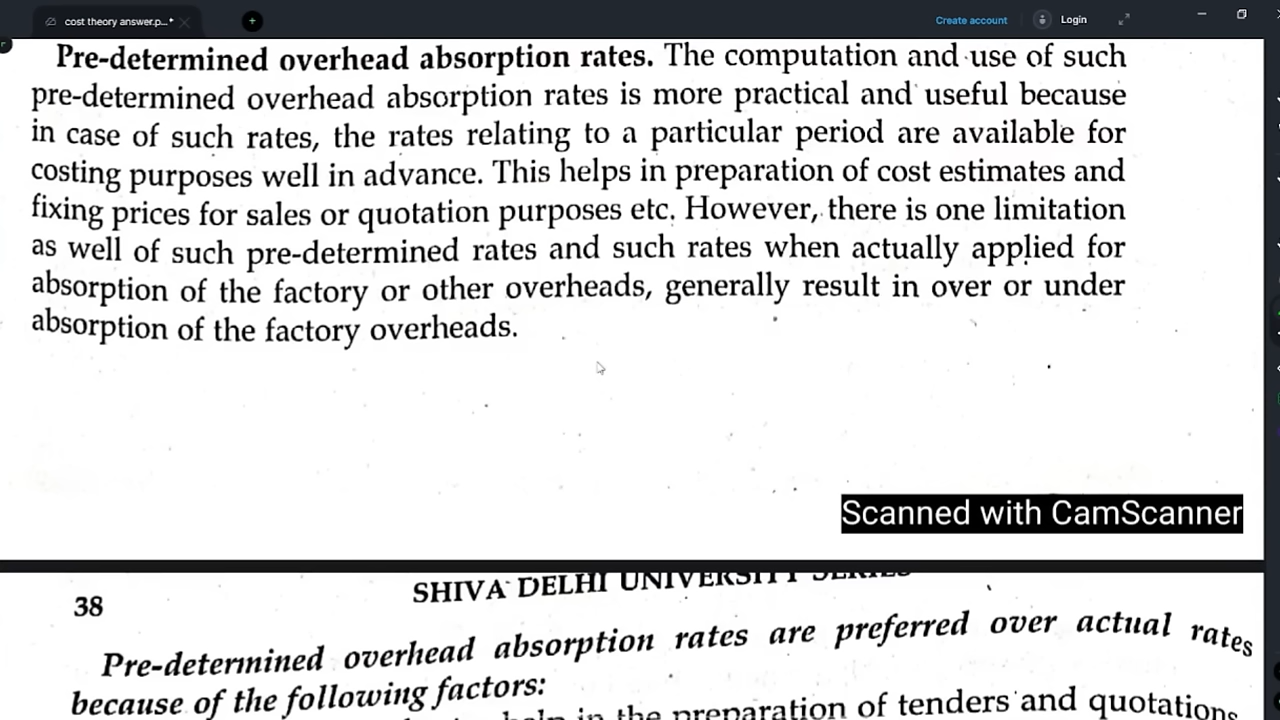 cost theory answer.p...*
Create account
Login
Pre-determined overhead absorption rates. The computation and use of such
pre-determined overhead absorption rates is more practical and useful because
in case of such rates, the rates relating to a particular period are available for
costing purposes well in advance. This helps in preparation of cost estimates and
fixing prices for sales or quotation purposes etc. However, there is one limitation
as well of such pre-determined rates and such rates when actually applied for
absorption of the factory or other overheads, generally result in over or under
absorption of the factory overheads.
Scanned with CamScanner
38
SHIVA DELHI UNIVERSITY SERIES
Pre-determined overhead absorption rates are preferred over actual rates
because of the following factors:
help in the preparation of tenders and quotations